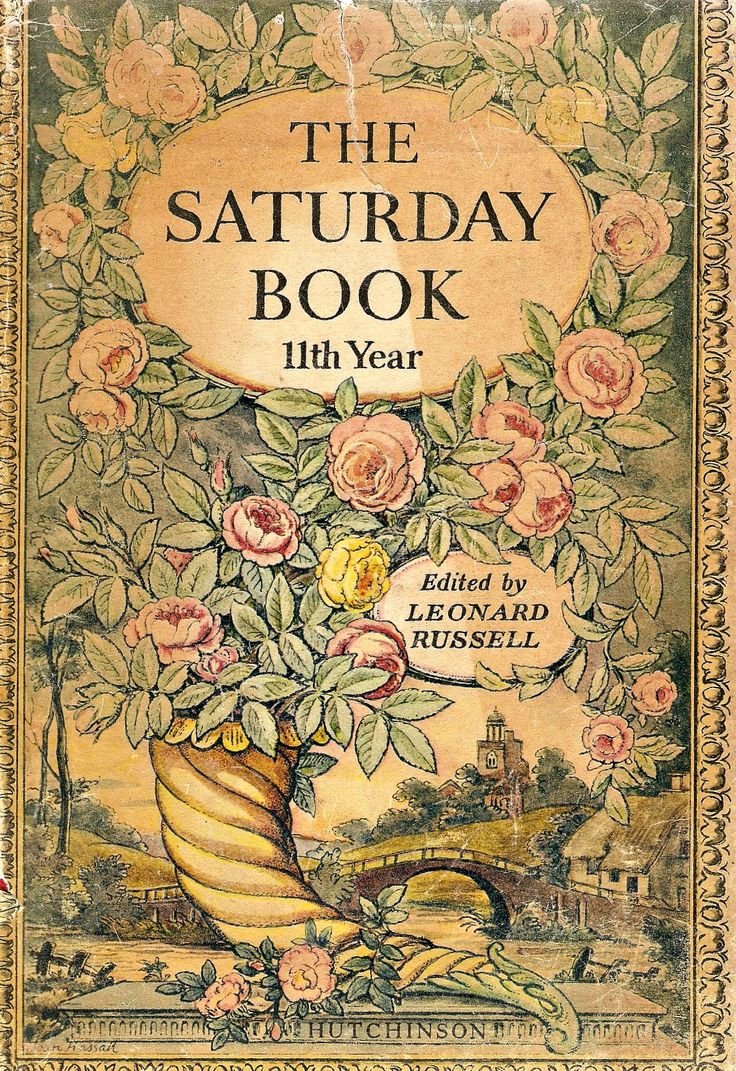 THE
SATURDAY
BOOK
11th Year
Edited by
LEONARD
RUSSELL
HUTCHINSON